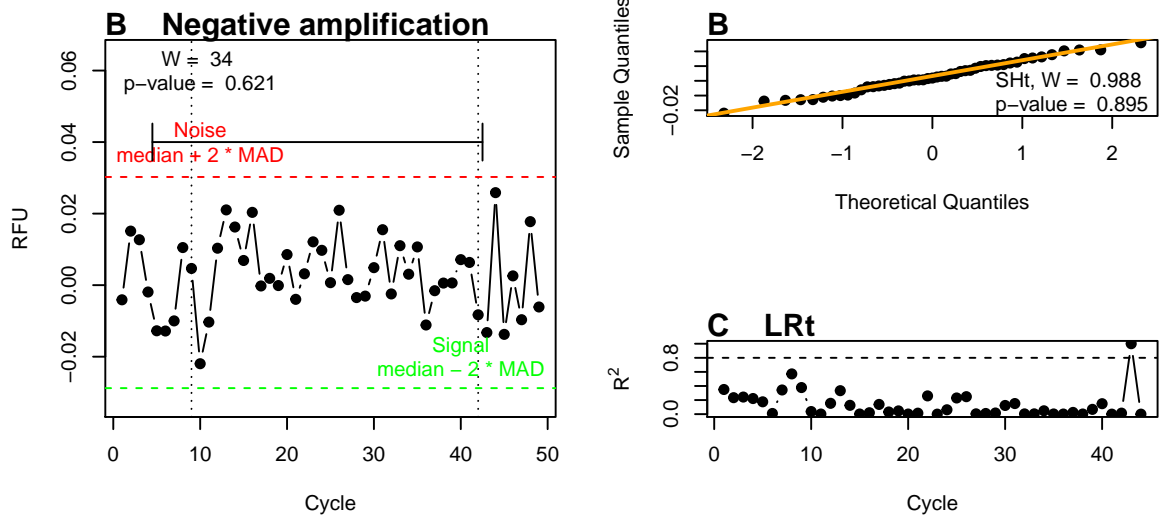 B Negative amplification
W = 34
p−value = 0.621
Noise
median + 2 * MAD
Signal
median − 2 * MAD
RFU
−0.02 0.00 0.02 0.04 0.06
0 10 20 30 40 50
Cycle
B
Sample Quantiles
−0.02
SHt, W = 0.988
p−value = 0.895
−2 −1 0 1 2
Theoretical Quantiles
C LRt
R2
0.0 0.8
0 10 20 30 40
Cycle